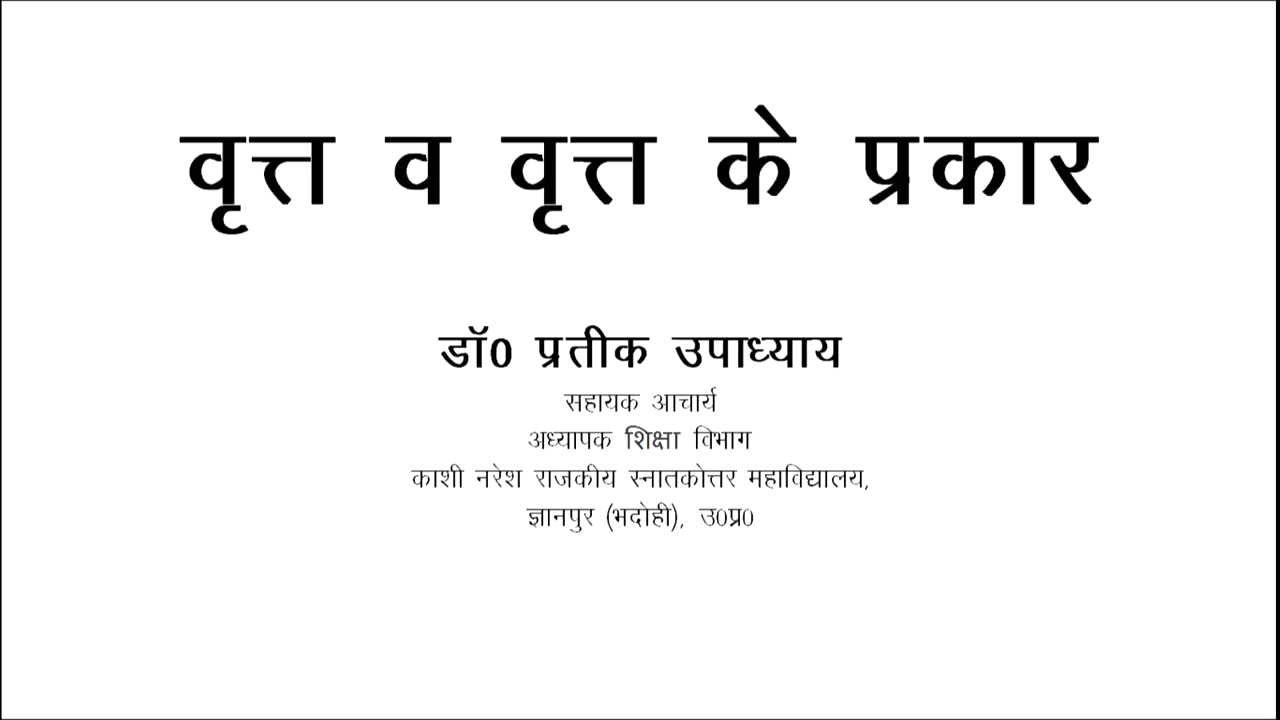 वृत्त व वृत्त के प्रकार
डॉ0 प्रतीक उपाध्याय
सहायक आचार्य
अध्यापक शिक्षा विभाग
काशी नरेश राजकीय स्नातकोत्तर महाविद्यालय,
ज्ञानपुर (भदोही), उ0प्र0